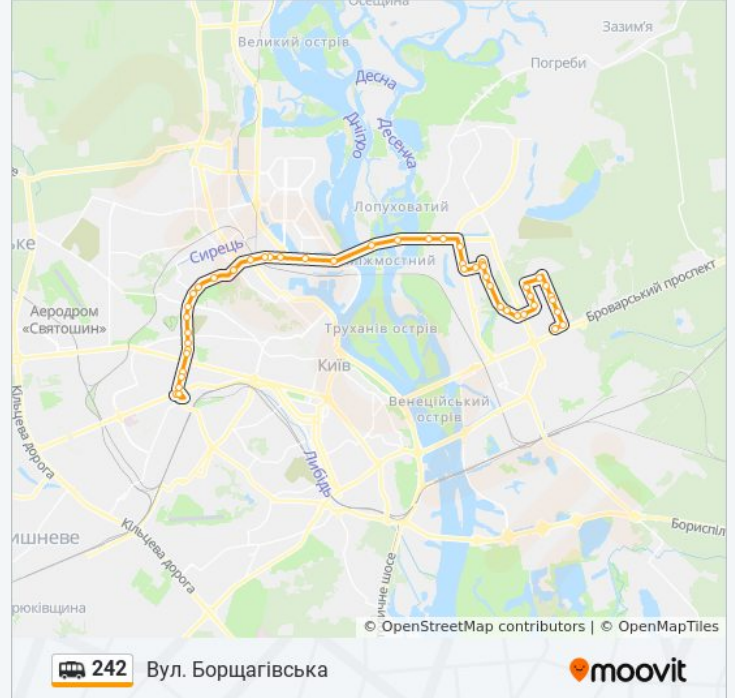 Осещина
Великий острів
Зазим'я
Погреби
Десна
Дніпро
Десенка
Лопуховатий
ке
Сирець
іжмостний
Броварський проспект
Аеродром
«Святошин»
Труханів острів
Київ
Венеційський
острів
Кільцева дорога
Либідь
ишневе
Кільцева дорога
Бориспіл
рюківщина
ичне шосе
© OpenStreetMap contributors | © OpenMapTiles
242 Вул. Борщагівська
moovit